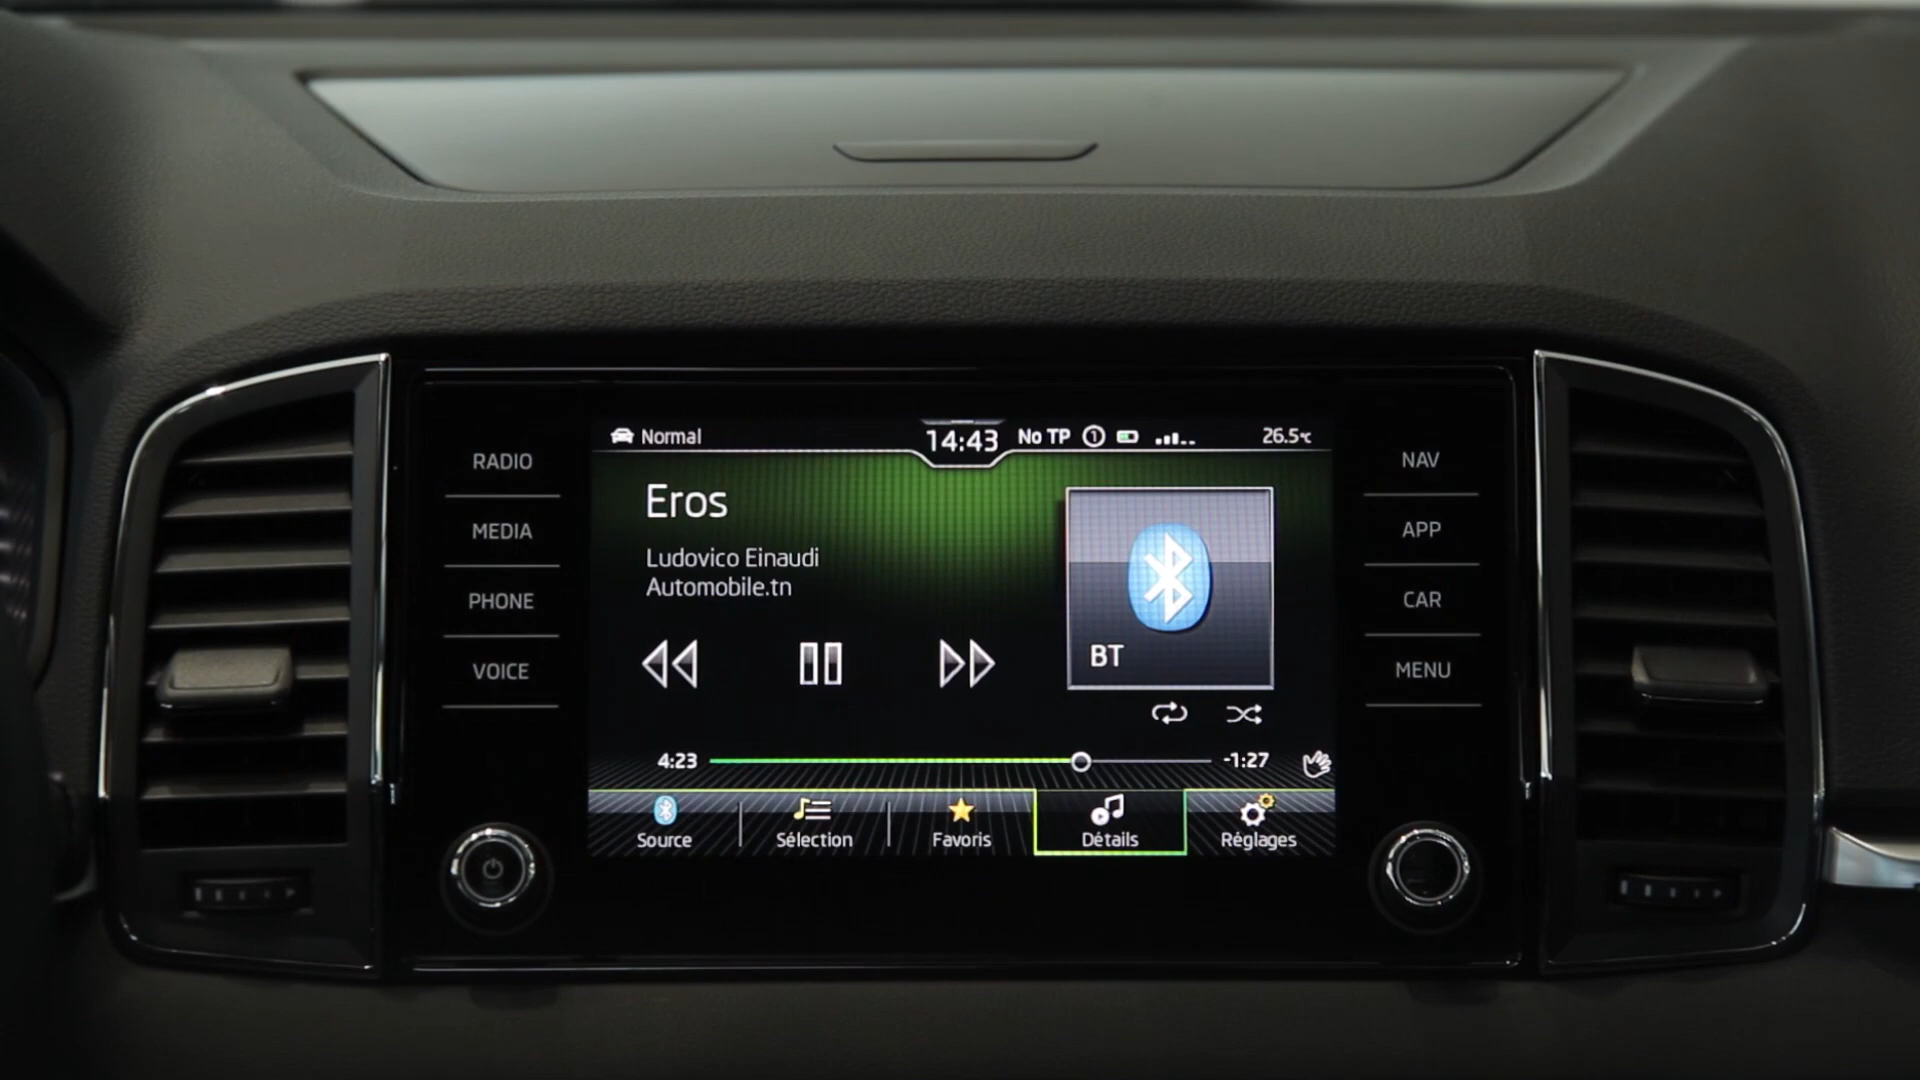 Normal
14:43
No TP 1
26.5°C
RADIO
MEDIA
PHONE
VOICE
Eros
Ludovico Einaudi
Automobile.tn
BT
4:23
-1:27
Source
Sélection
Favoris
Détails
Réglages
NAV
APP
CAR
MENU